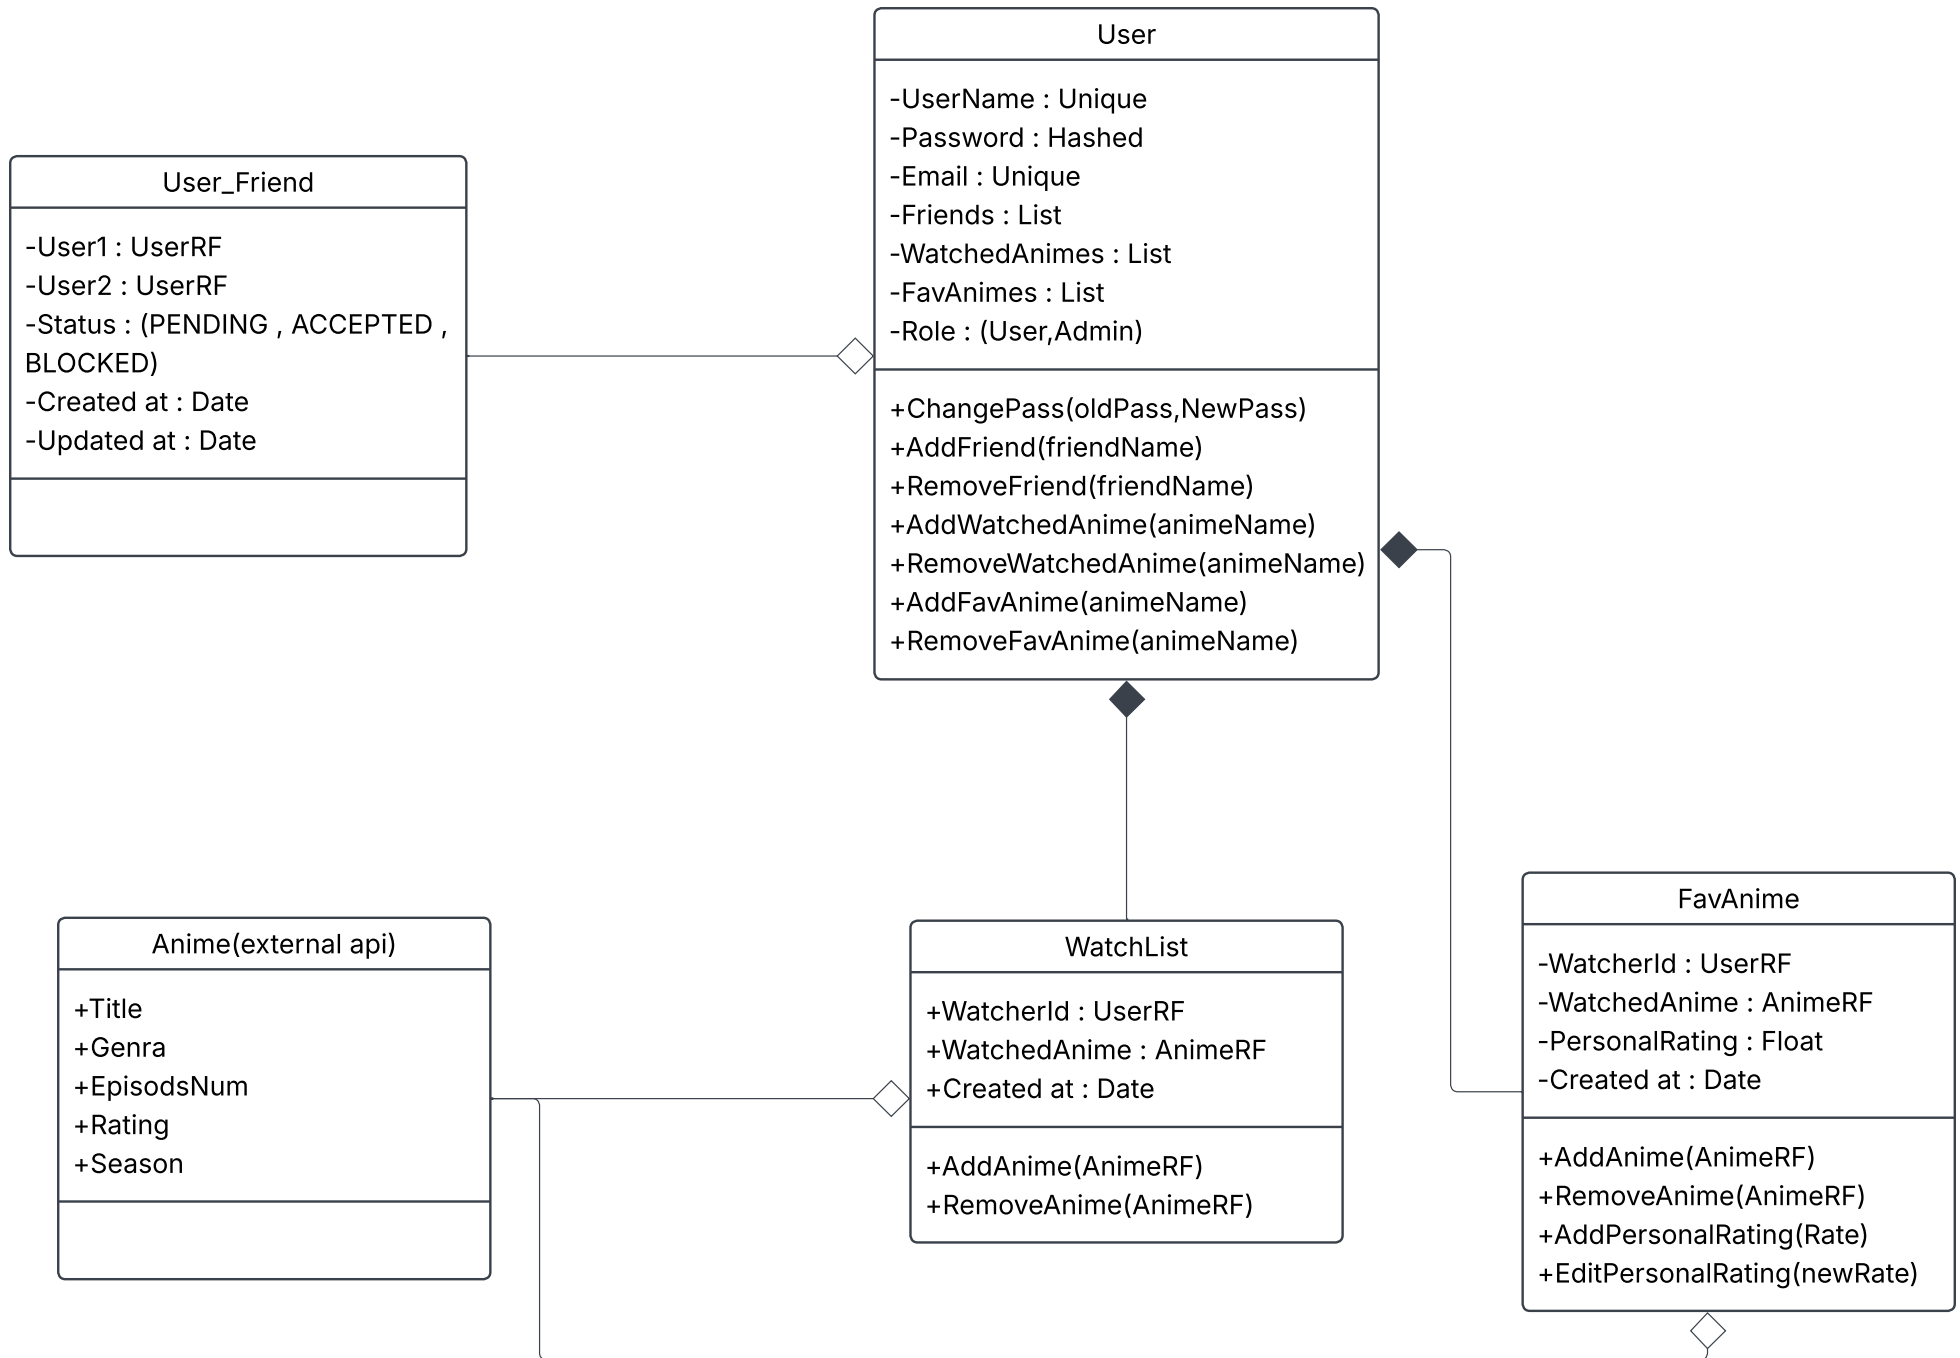 User
-UserName : Unique
-Password : Hashed
-Email : Unique
-Friends : List
-WatchedAnimes : List
-FavAnimes : List
-Role : (User,Admin)
+ChangePass(oldPass,NewPass)
+AddFriend(friendName)
+RemoveFriend(friendName)
+AddWatchedAnime(animeName)
+RemoveWatchedAnime(animeName)
+AddFavAnime(animeName)
+RemoveFavAnime(animeName)
User_Friend
-User1 : UserRF
-User2 : UserRF
-Status : (PENDING , ACCEPTED ,
BLOCKED)
-Created at : Date
-Updated at : Date
Anime(external api)
+Title
+Genra
+EpisodsNum
+Rating
+Season
WatchList
+WatcherId : UserRF
+WatchedAnime : AnimeRF
+Created at : Date
+AddAnime(AnimeRF)
+RemoveAnime(AnimeRF)
FavAnime
-WatcherId : UserRF
-WatchedAnime : AnimeRF
-PersonalRating : Float
-Created at : Date
+AddAnime(AnimeRF)
+RemoveAnime(AnimeRF)
+AddPersonalRating(Rate)
+EditPersonalRating(newRate)